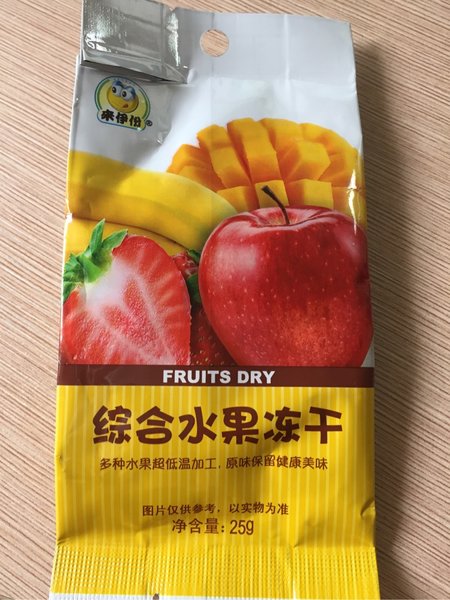 来伊份®
FRUITS DRY
综合水果冻干
多种水果超低温加工,原味保留健康美味
图片仅供参考，以实物为准
净含量:25g